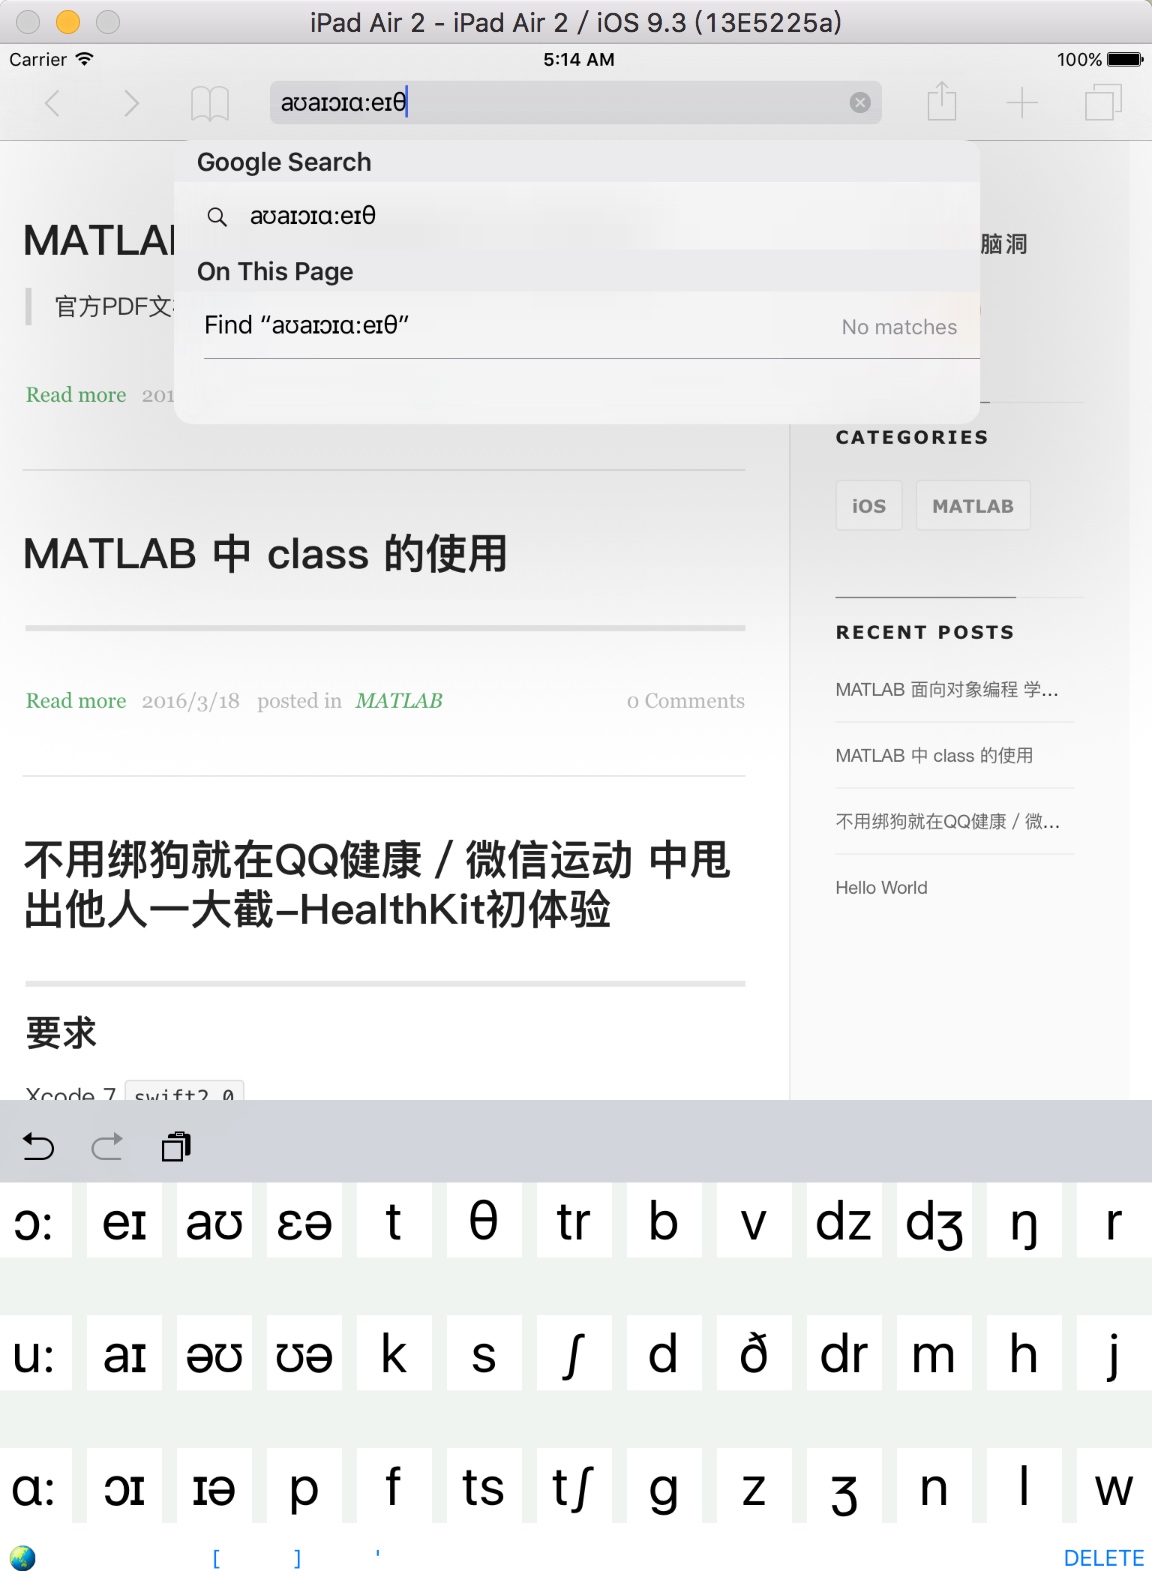 iPad Air 2 - iPad Air 2 / iOS 9.3 (13E5225a)
Carrier 5:14 AM 100%
aʊaɪɔɪɑ:eɪθ
Google Search
aʊaɪɔɪɑ:eɪθ
On This Page
Find “aʊaɪɔɪɑ:eɪθ” No matches
MATLA
官方PDF文
Read more 201
脑洞
MATLAB 中 class 的使用
Read more 2016/3/18 posted in MATLAB 0 Comments
不用绑狗就在QQ健康 / 微信运动 中甩
出他人一大截–HealthKit初体验
要求
Xcode 7 swift2.0
CATEGORIES
iOS MATLAB
RECENT POSTS
MATLAB 面向对象编程 学...
MATLAB 中 class 的使用
不用绑狗就在QQ健康 / 微...
Hello World
ɔ: eɪ aʊ ɛə t θ tr b v dz dʒ ŋ r
u: aɪ əʊ ʊə k s ʃ d ð dr m h j
ɑ: ɔɪ ɪə p f ts tʃ g z ʒ n l w
[ ] ' DELETE